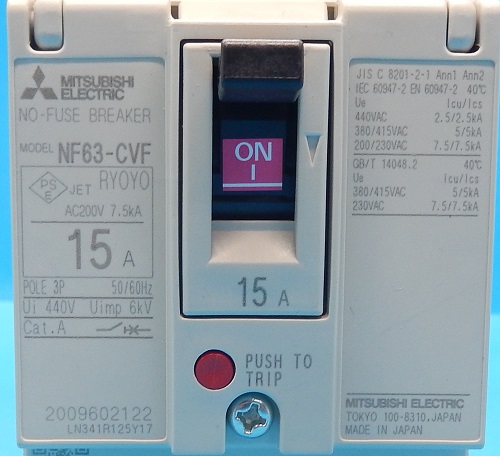 MITSUBISHI
ELECTRIC
NO-FUSE BREAKER
MODEL NF63-CVF
PS
E
JET RYOYO
AC200V 7.5kA
15 A
POLE 3P 50/60Hz
Ui 440V Uimp 6kV
Cat.A
2009602122
LN341R125Y17
ON
I
15 A
PUSH TO
TRIP
JIS C 8201-2-1 Ann1 Ann2
IEC 60947-2 EN 60947-2 40℃
Ue Icu/Ics
440VAC 2.5/2.5kA
380/415VAC 5/5kA
200/230VAC 7.5/7.5kA
GB/T 14048.2 40℃
Ue Icu/Ics
380/415VAC 5/5kA
230VAC 7.5/7.5kA
MITSUBISHI ELECTRIC
TOKYO 100-8310,JAPAN
MADE IN JAPAN